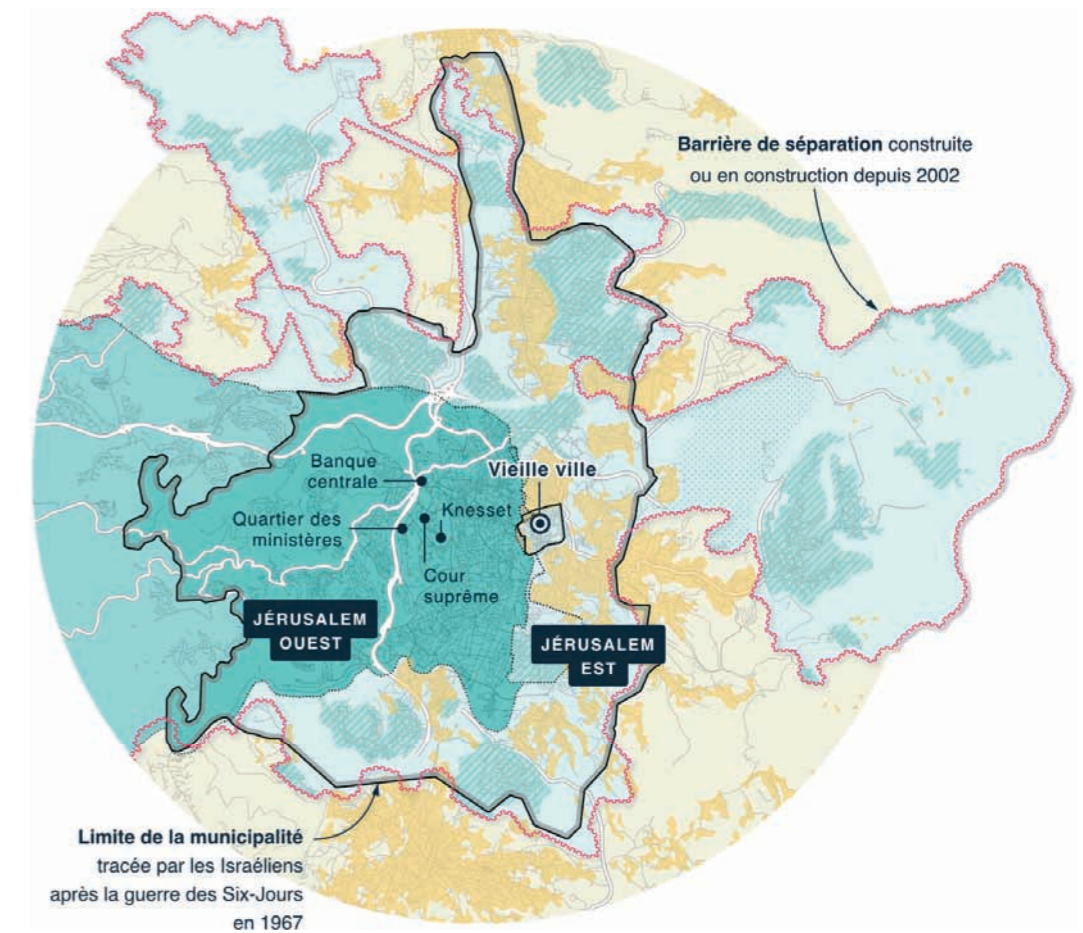 Barrière de séparation construite
ou en construction depuis 2002
Banque
centrale
Vieille ville
Quartier des
ministères
Knesset
Cour
suprême
JÉRUSALEM
OUEST
JÉRUSALEM
EST
Limite de la municipalité
tracée par les Israéliens
après la guerre des Six-Jours
en 1967